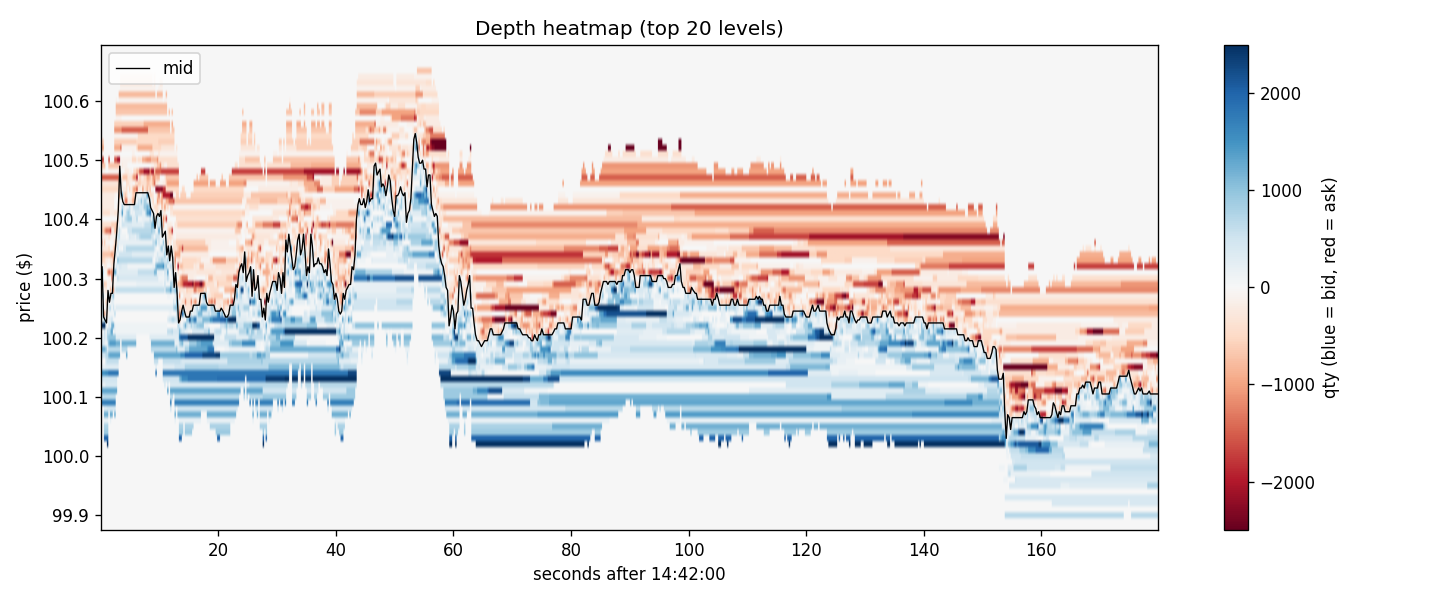 Depth heatmap (top 20 levels)
mid
price ($)
100.6
100.5
100.4
100.3
100.2
100.1
100.0
99.9
20 40 60 80 100 120 140 160
seconds after 14:42:00
2000
1000
0
−1000
−2000
qty (blue = bid, red = ask)